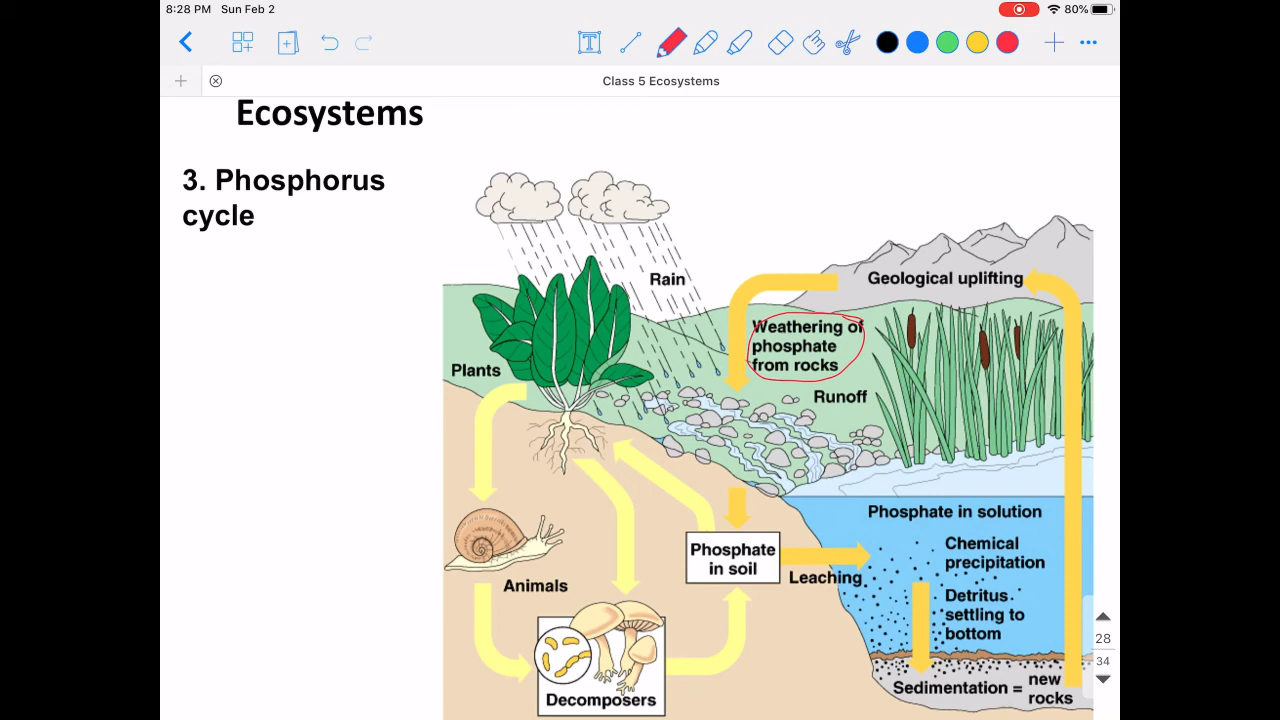 8:28 PM Sun Feb 2
80%
Class 5 Ecosystems
Ecosystems
3. Phosphorus
cycle
Rain
Geological uplifting
Weathering of
phosphate
from rocks
Plants
Runoff
Phosphate in solution
Phosphate
in soil
Chemical
precipitation
Leaching
Animals
Detritus
settling to
bottom
Decomposers
Sedimentation = new
rocks
28
34